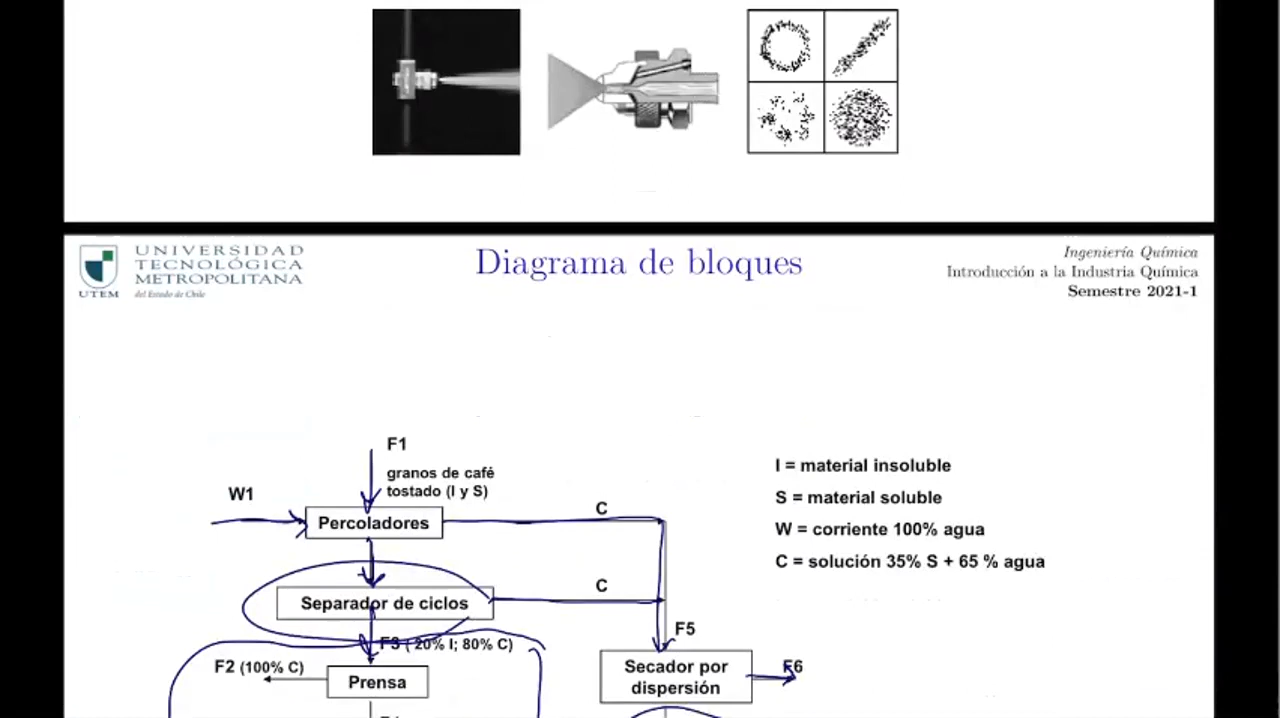 UNIVERSIDAD
TECNOLÓGICA
METROPOLITANA
del Estado de Chile
UTEM
Diagrama de bloques
Ingeniería Química
Introducción a la Industria Química
Semestre 2021-1
F1
granos de café
tostado (I y S)
W1
Percoladores
C
I = material insoluble
S = material soluble
W = corriente 100% agua
C = solución 35% S + 65 % agua
Separador de ciclos
C
F3 ( 20% I; 80% C)
F5
F2 (100% C)
Prensa
Secador por
dispersión
F6